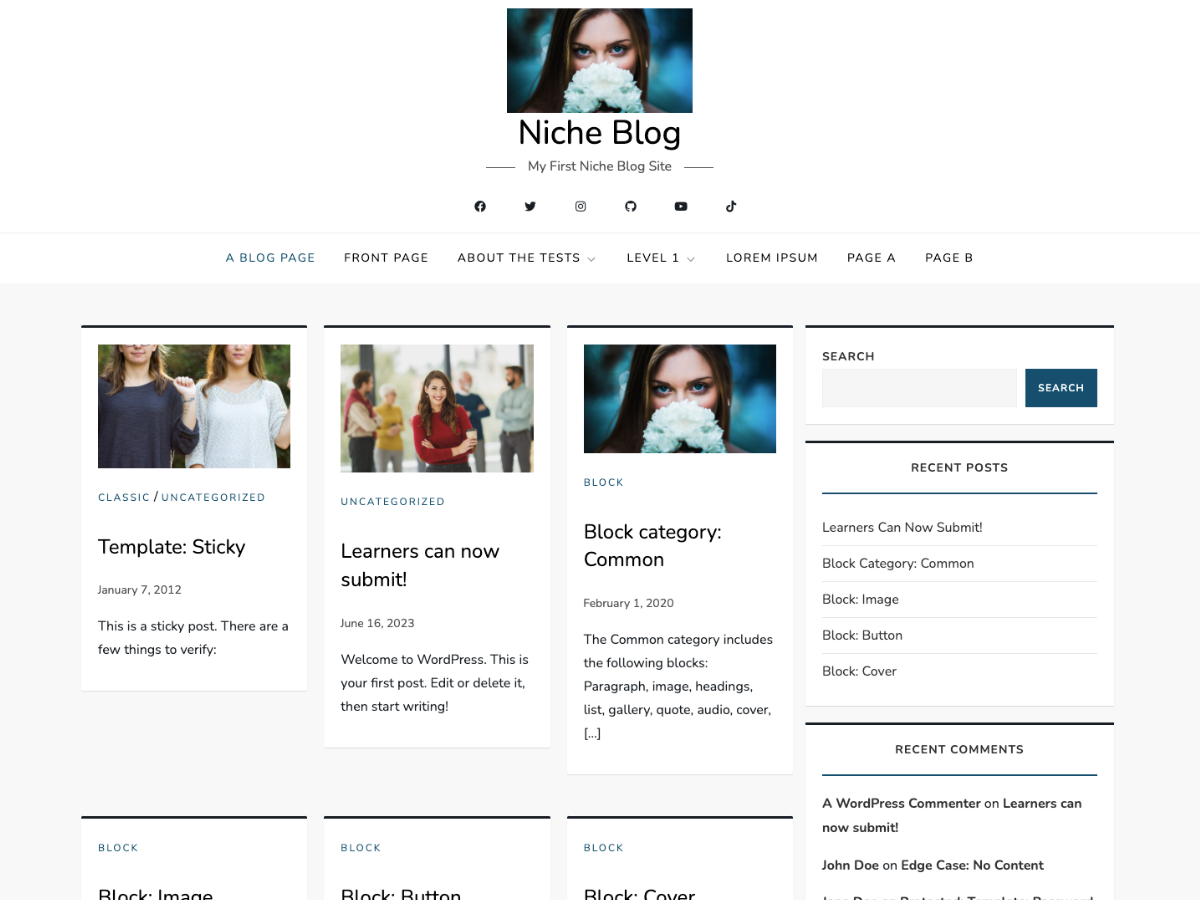 Niche Blog
My First Niche Blog Site
A BLOG PAGE FRONT PAGE ABOUT THE TESTS LEVEL 1 LOREM IPSUM PAGE A PAGE B
CLASSIC / UNCATEGORIZED
Template: Sticky
January 7, 2012
This is a sticky post. There are a
few things to verify:
UNCATEGORIZED
Learners can now
submit!
June 16, 2023
Welcome to WordPress. This is
your first post. Edit or delete it,
then start writing!
BLOCK
Block category:
Common
February 1, 2020
The Common category includes
the following blocks:
Paragraph, image, headings,
list, gallery, quote, audio, cover,
[...]
BLOCK
Block: Image
BLOCK
Block: Button
BLOCK
Block: Cover
SEARCH
SEARCH
RECENT POSTS
Learners Can Now Submit!
Block Category: Common
Block: Image
Block: Button
Block: Cover
RECENT COMMENTS
A WordPress Commenter on Learners can
now submit!
John Doe on Edge Case: No Content
Jane Doe on Protected: Template: Password